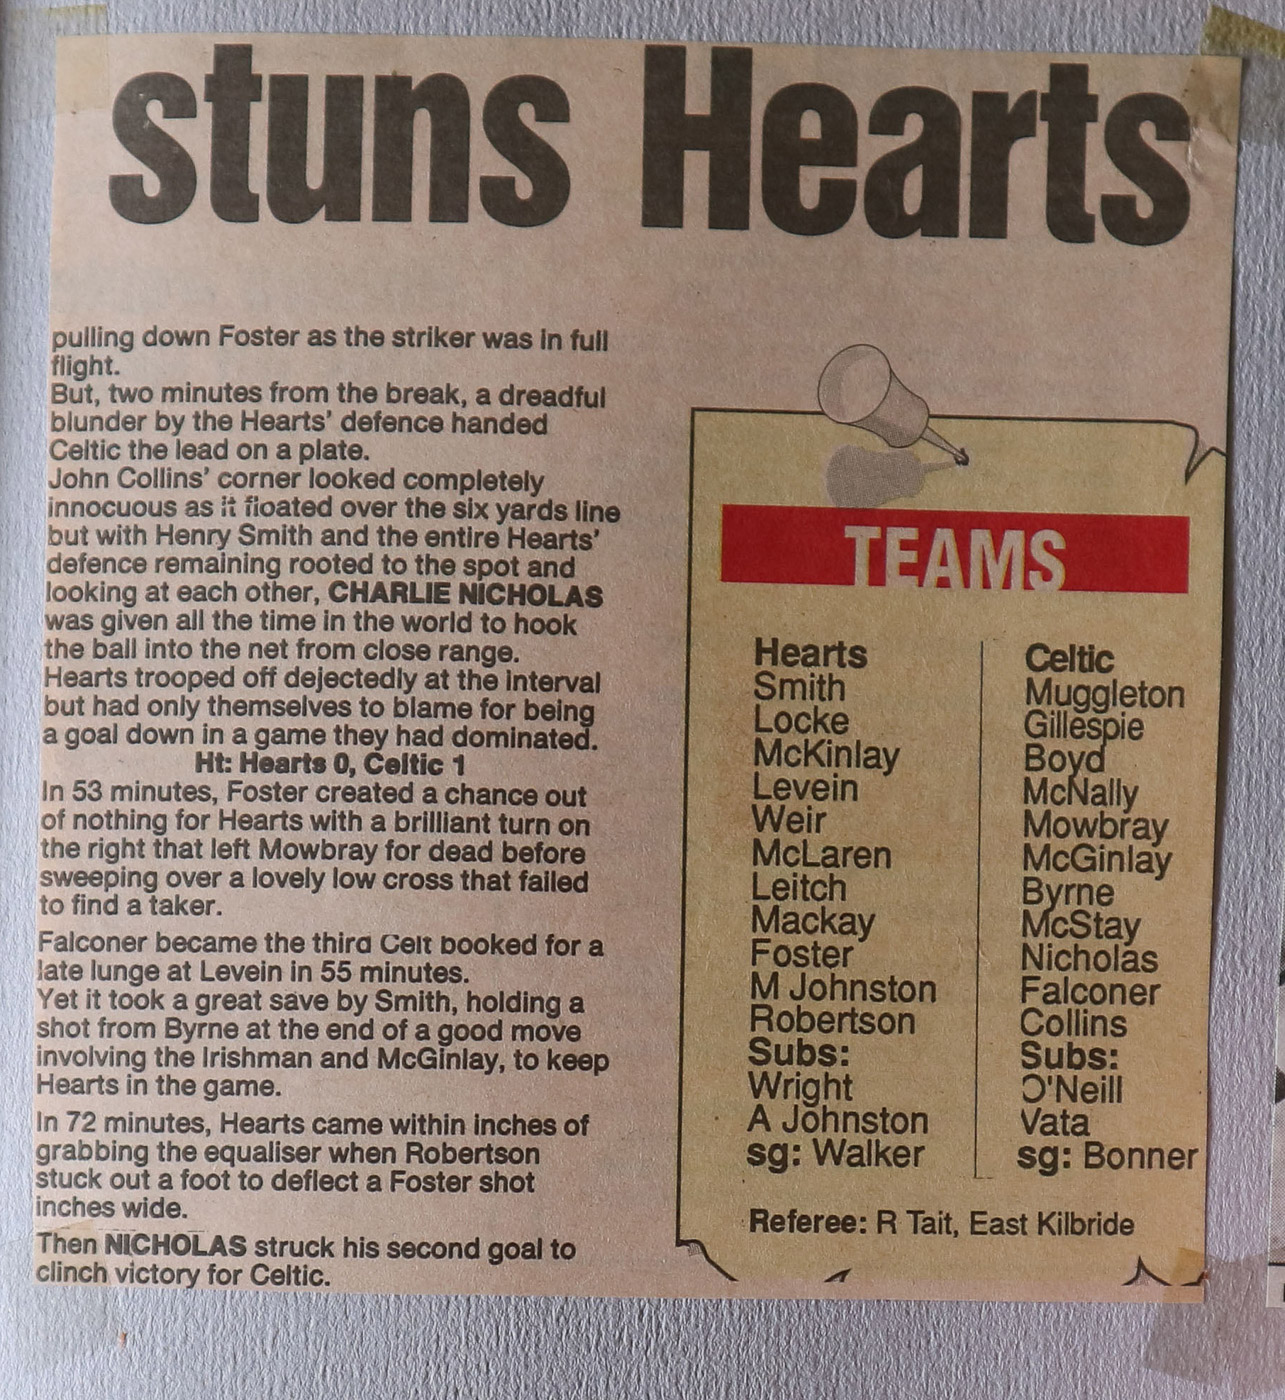 stuns Hearts
pulling down Foster as the striker was in full
flight.
But, two minutes from the break, a dreadful
blunder by the Hearts' defence handed
Celtic the lead on a plate.
John Collins' corner looked completely
innocuous as it floated over the six yards line
but with Henry Smith and the entire Hearts'
defence remaining rooted to the spot and
looking at each other, CHARLIE NICHOLAS
was given all the time in the world to hook
the ball into the net from close range.
Hearts trooped off dejectedly at the interval
but had only themselves to blame for being
a goal down in a game they had dominated.
Ht: Hearts 0, Celtic 1
In 53 minutes, Foster created a chance out
of nothing for Hearts with a brilliant turn on
the right that left Mowbray for dead before
sweeping over a lovely low cross that failed
to find a taker.
Falconer became the third Celt booked for a
late lunge at Levein in 55 minutes.
Yet it took a great save by Smith, holding a
shot from Byrne at the end of a good move
involving the Irishman and McGinlay, to keep
Hearts in the game.
In 72 minutes, Hearts came within inches of
grabbing the equaliser when Robertson
stuck out a foot to deflect a Foster shot
inches wide.
Then NICHOLAS struck his second goal to
clinch victory for Celtic.
TEAMS
Hearts
Smith
Locke
McKinlay
Levein
Weir
McLaren
Leitch
Mackay
Foster
M Johnston
Robertson
Subs:
Wright
A Johnston
sg: Walker
Celtic
Muggleton
Gillespie
Boyd
McNally
Mowbray
McGinlay
Byrne
McStay
Nicholas
Falconer
Collins
Subs:
O'Neill
Vata
sg: Bonner
Referee: R Tait, East Kilbride